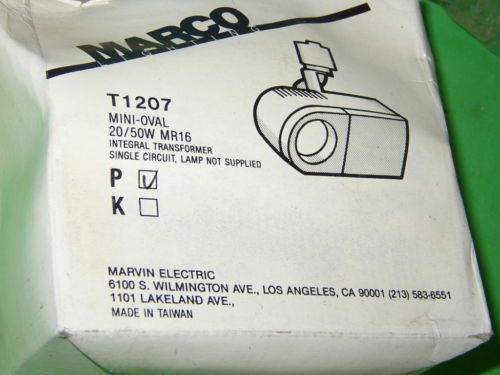 MARCO
T1207
MINI-OVAL
20/50W MR16
INTEGRAL TRANSFORMER
SINGLE CIRCUIT, LAMP NOT SUPPLIED
P
K
MARVIN ELECTRIC
6100 S. WILMINGTON AVE., LOS ANGELES, CA 90001 (213) 583-6551
1101 LAKELAND AVE.,
MADE IN TAIWAN